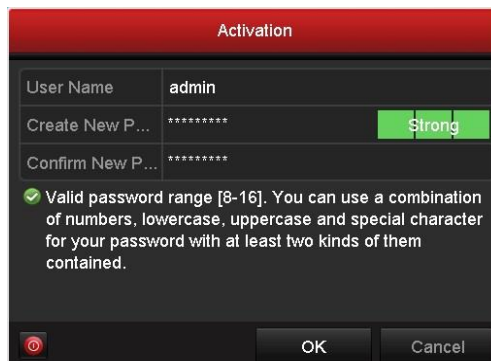 Activation
User Name admin
Create New P... ********* Strong
Confirm New P... *********
Valid password range [8-16]. You can use a combination
of numbers, lowercase, uppercase and special character
for your password with at least two kinds of them
contained.
OK Cancel